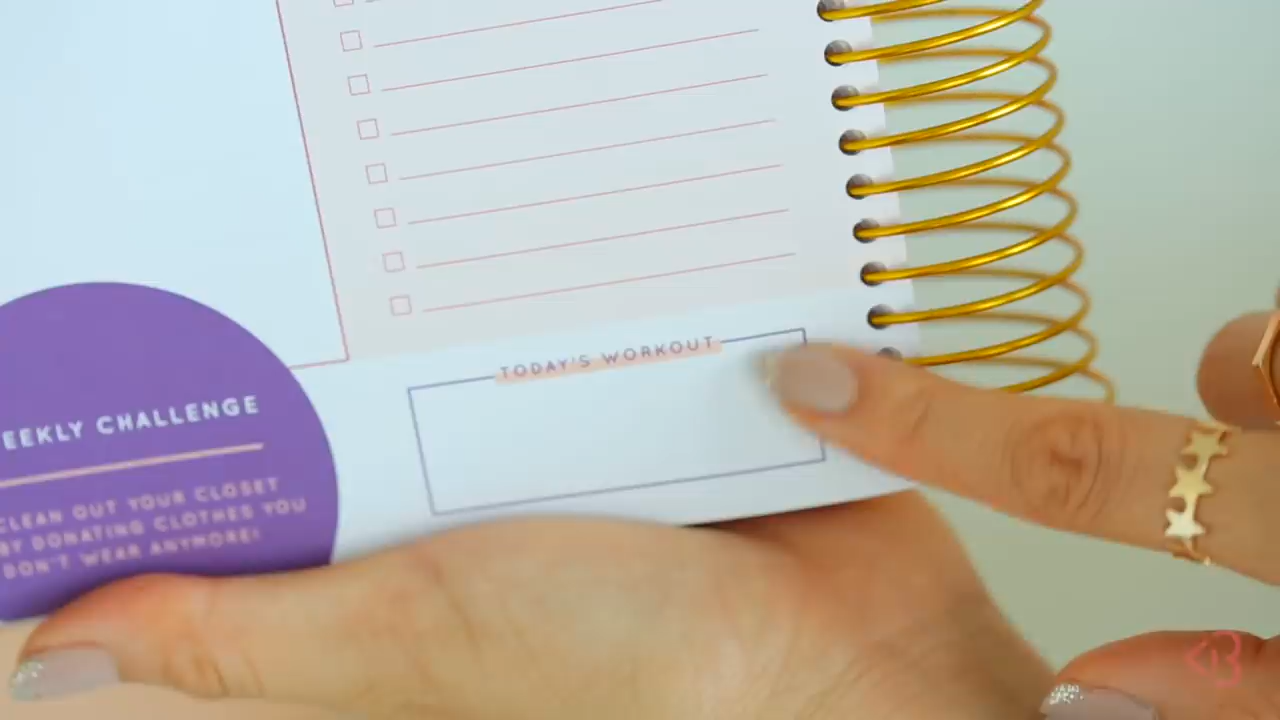 TODAY'S WORKOUT
EEKLY CHALLENGE
CLEAN OUT YOUR CLOSET
BY DONATING CLOTHES YOU
DON'T WEAR ANYMORE!